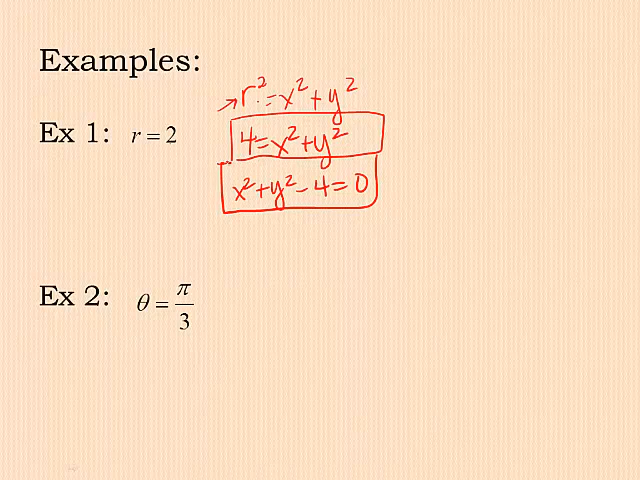 Examples:
r² = x² + y²
Ex 1: r = 2
4 = x² + y²
x² + y² - 4 = 0
Ex 2: θ = π/3